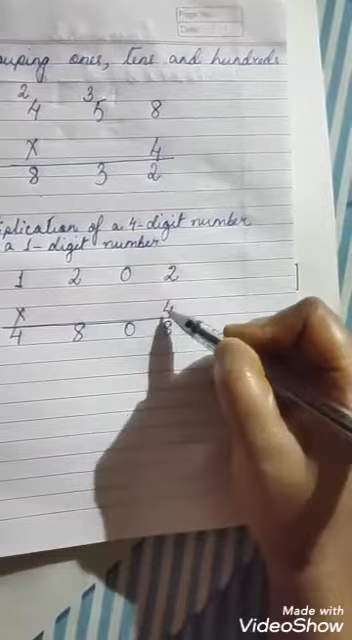 Page No.
Date
ouping ones, tens and hundreds
2 3
4 5 8
x 4
8 3 2
iplication of a 4-digit number
a 1-digit number
1 2 0 2 ]
x 4
4 8 0 8
Made with
VideoShow